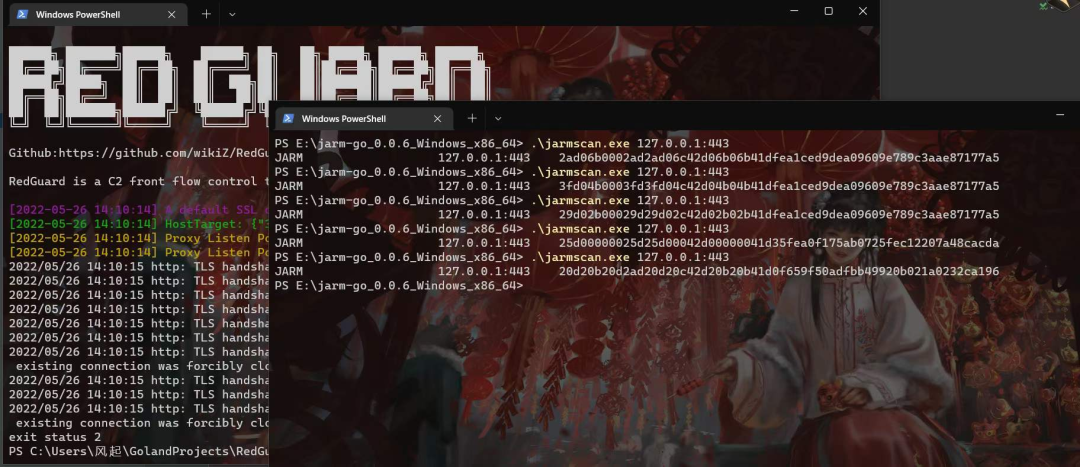 Windows PowerShell
RED GUARD
Github:https://github.com/wikiZ/RedGu
RedGuard is a C2 front flow control t
[2022-05-26 14:10:14] A default SSL c
[2022-05-26 14:10:14] HostTarget: {"3
[2022-05-26 14:10:14] Proxy Listen Po
[2022-05-26 14:10:14] Proxy Listen Po
2022/05/26 14:10:15 http: TLS handsha
2022/05/26 14:10:15 http: TLS handsha
2022/05/26 14:10:15 http: TLS handsha
2022/05/26 14:10:15 http: TLS handsha
2022/05/26 14:10:15 http: TLS handsha
2022/05/26 14:10:15 http: TLS handsha
2022/05/26 14:10:15 http: TLS handsha
existing connection was forcibly clo
2022/05/26 14:10:15 http: TLS handsha
2022/05/26 14:10:15 http: TLS handsha
2022/05/26 14:10:15 http: TLS handsha
existing connection was forcibly clo
exit status 2
PS C:\Users\风起\GolandProjects\RedGu
Windows PowerShell
PS E:\jarm-go_0.0.6_Windows_x86_64> .\jarmscan.exe 127.0.0.1:443
JARM 127.0.0.1:443 2ad06b0002ad2ad06c42d06b06b41dfea1ced9dea09609e789c3aae87177a5
PS E:\jarm-go_0.0.6_Windows_x86_64> .\jarmscan.exe 127.0.0.1:443
JARM 127.0.0.1:443 3fd04b0003fd3fd04c42d04b04b41dfea1ced9dea09609e789c3aae87177a5
PS E:\jarm-go_0.0.6_Windows_x86_64> .\jarmscan.exe 127.0.0.1:443
JARM 127.0.0.1:443 29d02b00029d29d02c42d02b02b41dfea1ced9dea09609e789c3aae87177a5
PS E:\jarm-go_0.0.6_Windows_x86_64> .\jarmscan.exe 127.0.0.1:443
JARM 127.0.0.1:443 25d00000025d25d00042d00000041d35fea0f175ab0725fec12207a48cacda
PS E:\jarm-go_0.0.6_Windows_x86_64> .\jarmscan.exe 127.0.0.1:443
JARM 127.0.0.1:443 20d20b20d2ad20d20c42d20b20b41d0f659f50adfbb49920b021a0232ca196
PS E:\jarm-go_0.0.6_Windows_x86_64>